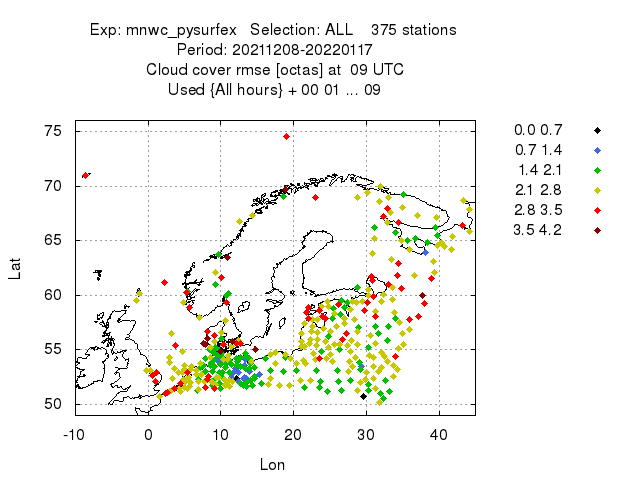 Exp: mnwc_pysurfex   Selection: ALL    375 stations
Period: 20211208-20220117
Cloud cover rmse [octas] at  09 UTC
Used {All hours} + 00 01 ... 09
0.0 0.7
0.7 1.4
1.4 2.1
2.1 2.8
2.8 3.5
3.5 4.2
75
70
65
60
55
50
Lat
-10 0 10 20 30 40
Lon